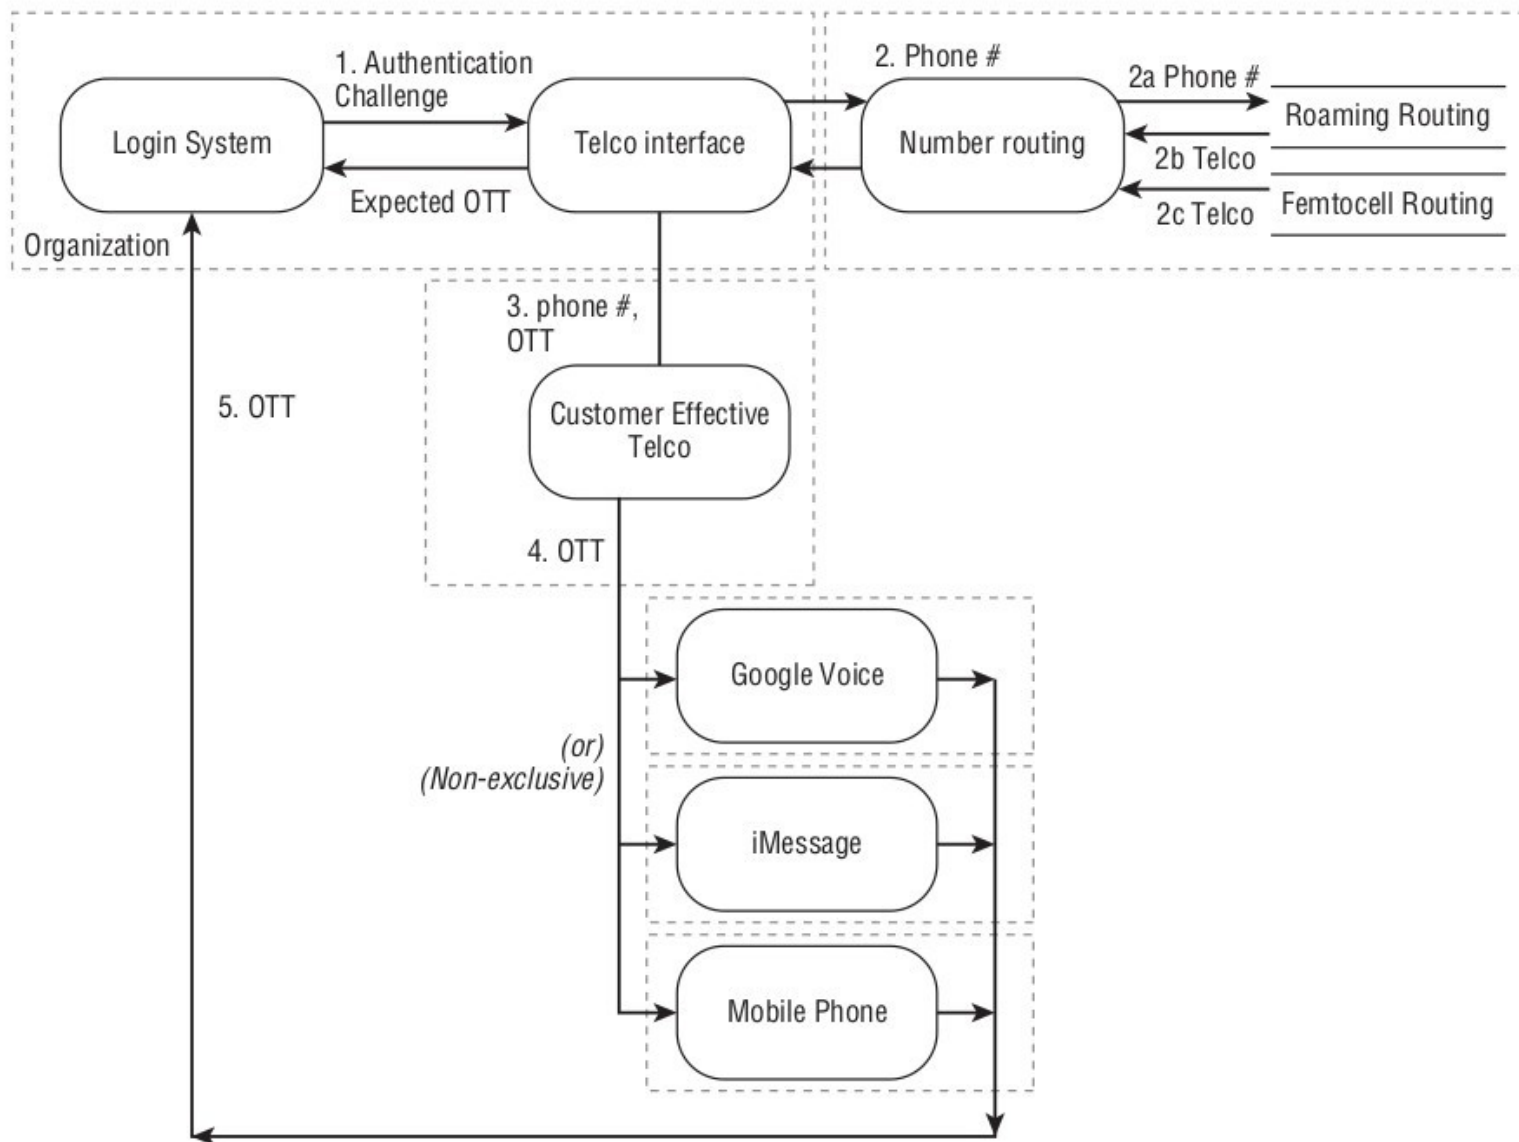 1. Authentication
Challenge
2. Phone #
2a Phone #
Login System
Telco interface
Number routing
Roaming Routing
2b Telco
Expected OTT
2c Telco
Femtocell Routing
Organization
3. phone #,
OTT
5. OTT
Customer Effective
Telco
4. OTT
Google Voice
(or)
(Non-exclusive)
iMessage
Mobile Phone